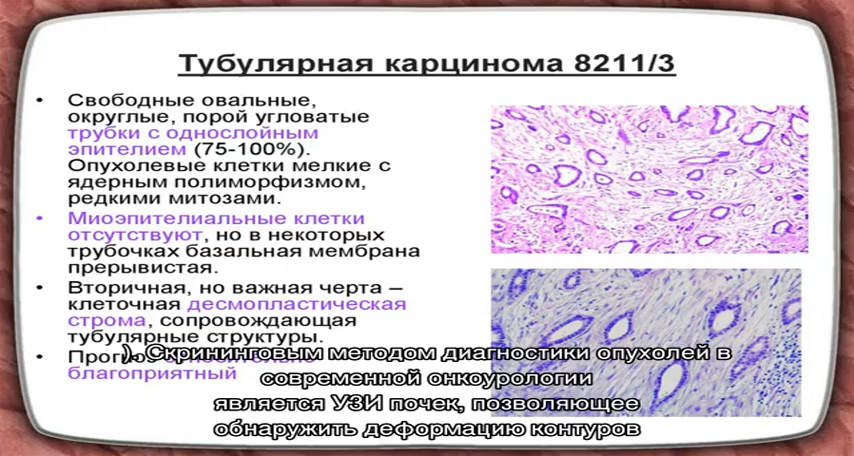 Тубулярная карцинома 8211/3
• Свободные овальные,
округлые, порой угловатые
трубки с однослойным
эпителием (75-100%).
Опухолевые клетки мелкие с
ядерным полиморфизмом,
редкими митозами.
• Миоэпителиальные клетки
отсутствуют, но в некоторых
трубочках базальная мембрана
прерывистая.
• Вторичная, но важная черта –
клеточная десмопластическая
строма, сопровождающая
тубулярные структуры.
•
благоприятный
). Скрининговым методом диагностики опухолей в
современной онкоурологии
является УЗИ почек, позволяющее
обнаружить деформацию контуров